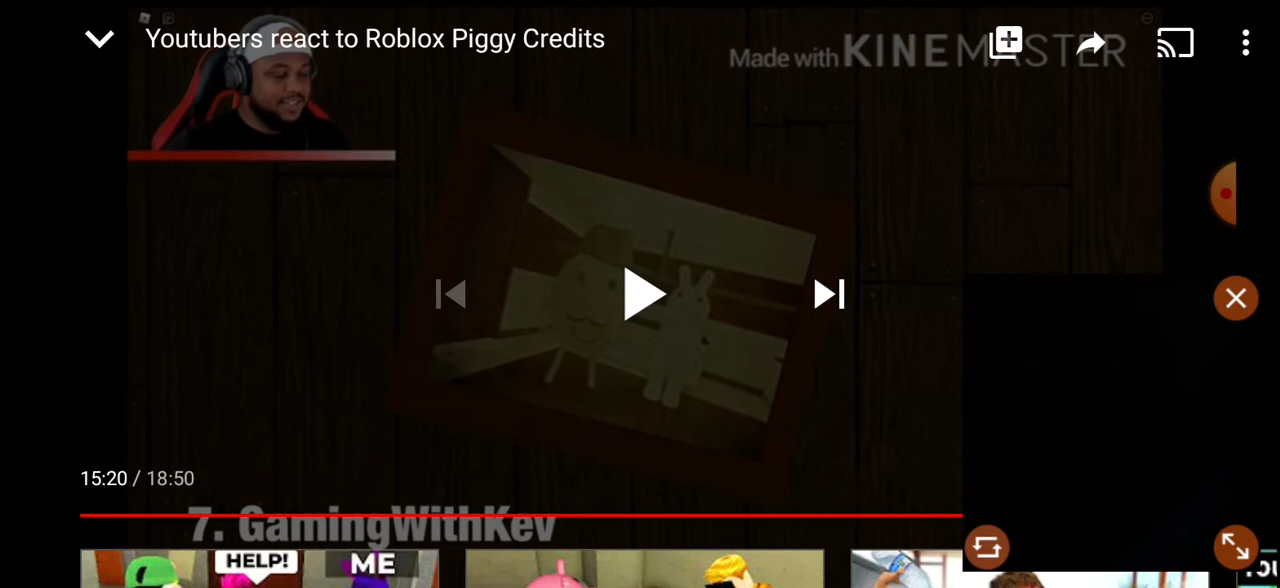 Youtubers react to Roblox Piggy Credits
Made with KINEMASTER
15:20 / 18:50
7. GamingWithKev
HELP!
ME